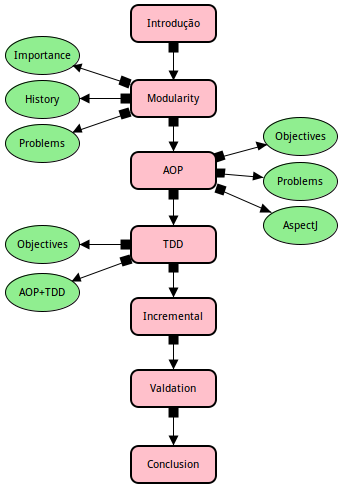 Introdução
Importance
History
Modularity
Problems
Objectives
AOP
Problems
AspectJ
Objectives
TDD
AOP+TDD
Incremental
Valdation
Conclusion